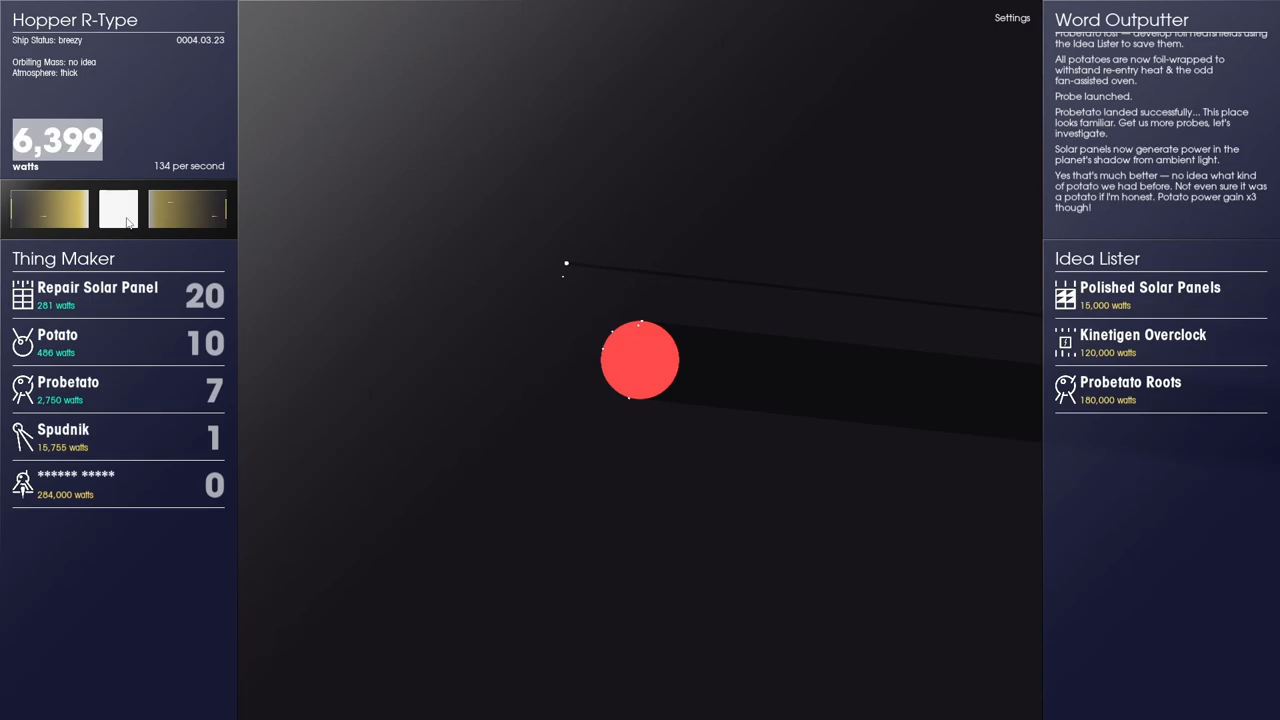 Hopper R-Type
Ship Status: breezy
0004.03.23
Orbiting Mass: no idea
Atmosphere: thick
6,399
watts
134 per second
Thing Maker
Repair Solar Panel
281 watts
20
Potato
486 watts
10
Probetato
2,750 watts
7
Spudnik
15,755 watts
1
****** *****
284,000 watts
0
Settings
Word Outputter
Probetato lost — develop foil heatshields using
the Idea Lister to save them.
All potatoes are now foil-wrapped to
withstand re-entry heat & the odd
fan-assisted oven.
Probe launched.
Probetato landed successfully... This place
looks familiar. Get us more probes, let's
investigate.
Solar panels now generate power in the
planet's shadow from ambient light.
Yes that's much better — no idea what kind
of potato we had before. Not even sure it was
a potato if I'm honest. Potato power gain x3
though!
Idea Lister
Polished Solar Panels
15,000 watts
Kinetigen Overclock
120,000 watts
Probetato Roots
180,000 watts